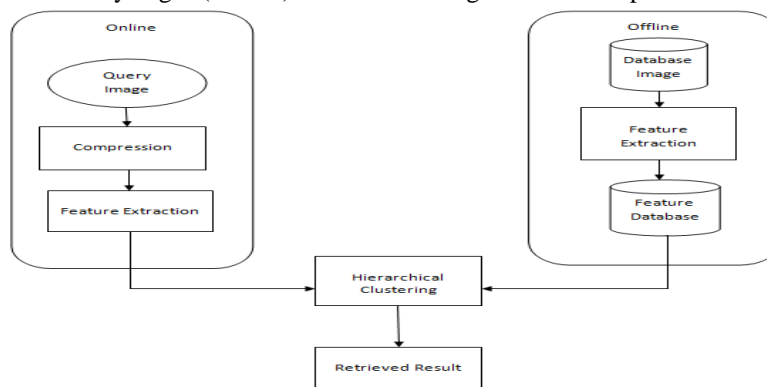 Online
Query
Image
Compression
Feature Extraction
Offline
Database
Image
Feature
Extraction
Feature
Database
Hierarchical
Clustering
Retrieved Result